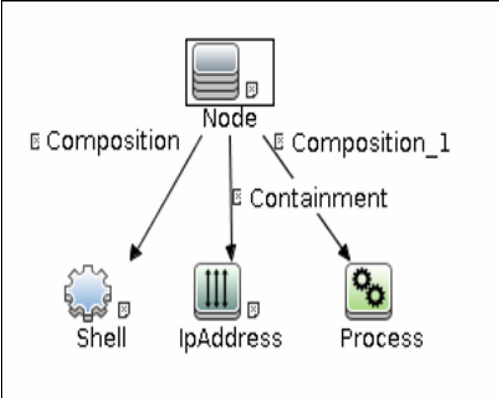 Node
Composition
Composition_1
Containment
Shell
IpAddress
Process